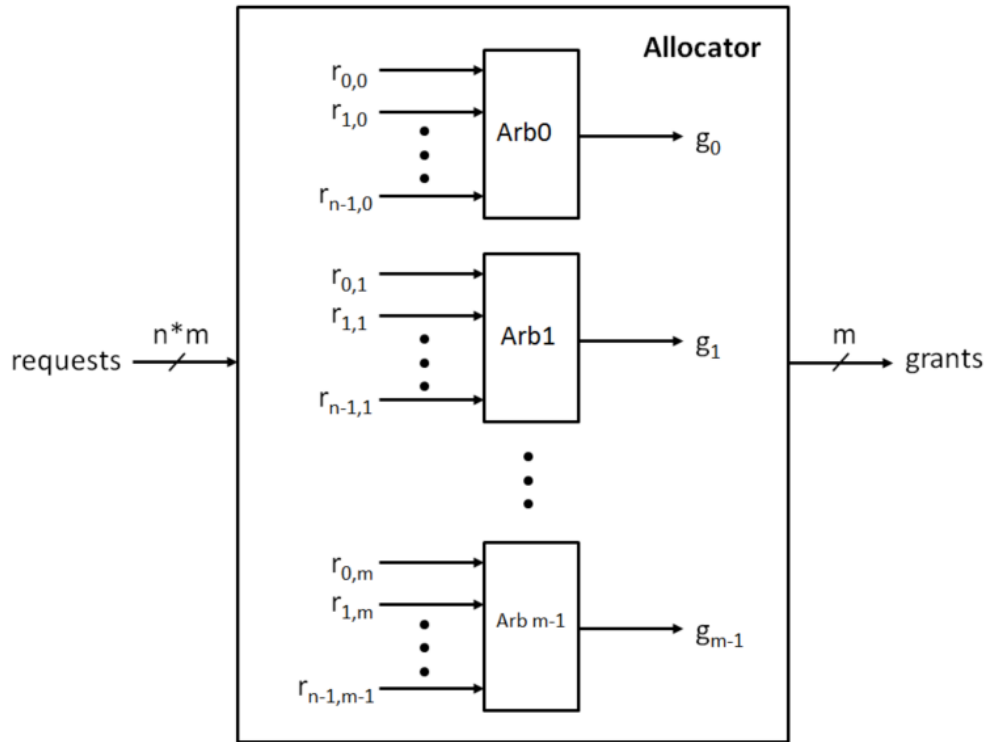 Allocator
r0,0
r1,0
Arb0
g0
rn-1,0
r0,1
r1,1
Arb1
g1
rn-1,1
n*m
requests
m
grants
r0,m
r1,m
Arb m-1
gm-1
rn-1,m-1